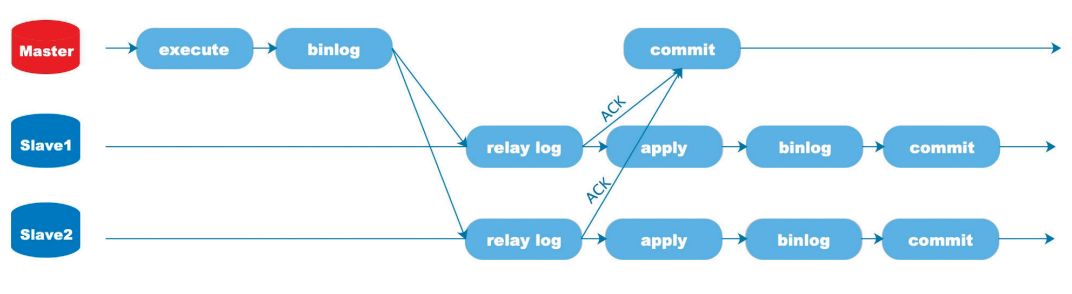 Master
execute
binlog
commit
ACK
Slave1
relay log
apply
binlog
commit
ACK
Slave2
relay log
apply
binlog
commit